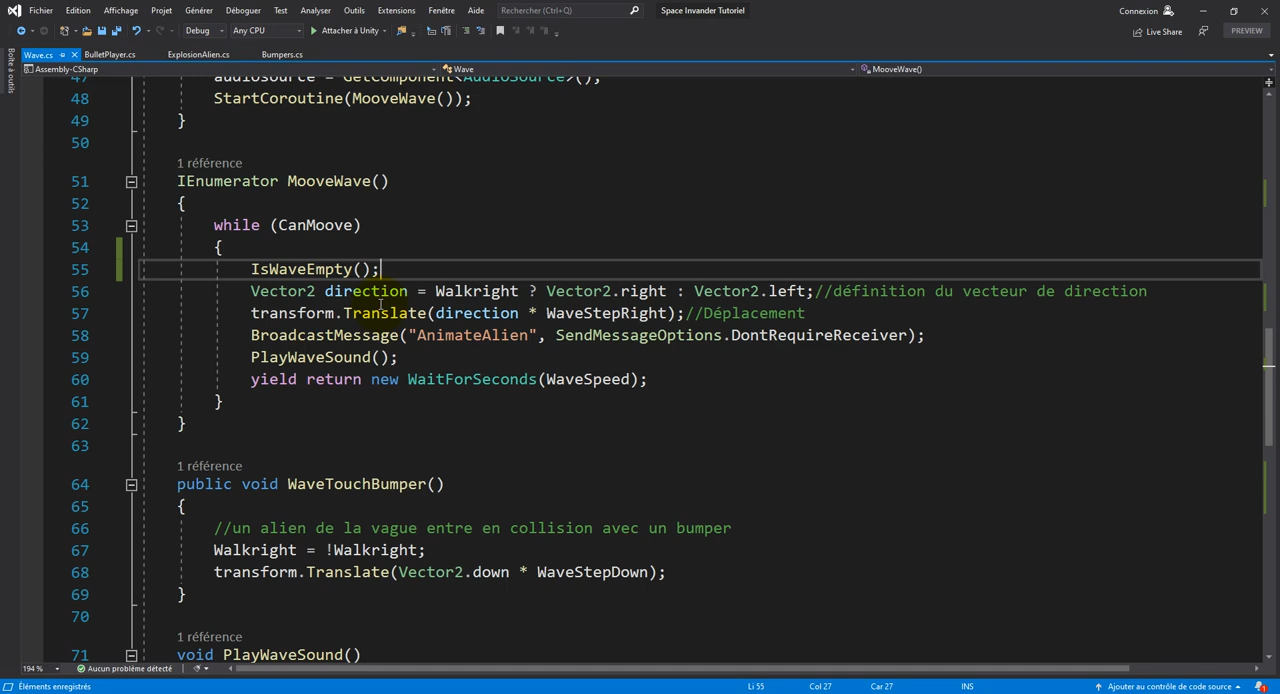 Fichier Edition Affichage Projet Générer Déboguer Test Analyser Outils Extensions Fenêtre Aide Rechercher (Ctrl+Q) Space Invander Tutoriel Connexion
Debug Any CPU Attacher à Unity Live Share PREVIEW
Wave.cs BulletPlayer.cs ExplosionAlien.cs Bumpers.cs
Boîte à outils
Assembly-CSharp Wave MooveWave()
47 audioSource = GetComponent<AudioSource>();
48 StartCoroutine(MooveWave());
49 }
50
1 référence
51 IEnumerator MooveWave()
52 {
53 while (CanMoove)
54 {
55 IsWaveEmpty();
56 Vector2 direction = Walkright ? Vector2.right : Vector2.left;//définition du vecteur de direction
57 transform.Translate(direction * WaveStepRight);//Déplacement
58 BroadcastMessage("AnimateAlien", SendMessageOptions.DontRequireReceiver);
59 PlayWaveSound();
60 yield return new WaitForSeconds(WaveSpeed);
61 }
62 }
63
1 référence
64 public void WaveTouchBumper()
65 {
66 //un alien de la vague entre en collision avec un bumper
67 Walkright = !Walkright;
68 transform.Translate(Vector2.down * WaveStepDown);
69 }
70
1 référence
71 void PlayWaveSound()
194 % Aucun problème détecté
Éléments enregistrés Li 55 Col 27 Car 27 INS Ajouter au contrôle de code source 1